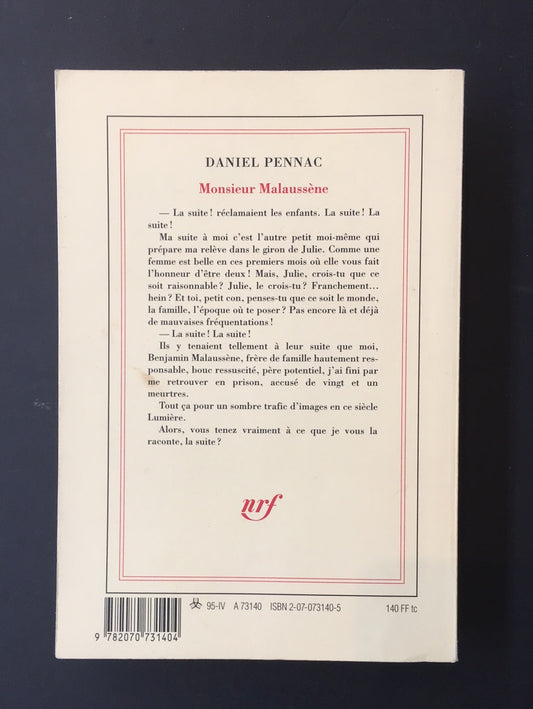 DANIEL PENNAC
Monsieur Malaussène
— La suite ! réclamaient les enfants. La suite ! La
suite !
Ma suite à moi c'est l'autre petit moi-même qui
prépare ma relève dans le giron de Julie. Comme une
femme est belle en ces premiers mois où elle vous fait
l'honneur d'être deux ! Mais, Julie, crois-tu que ce
soit raisonnable ? Julie, le crois-tu ? Franchement...
hein ? Et toi, petit con, penses-tu que ce soit le monde,
la famille, l'époque où te poser ? Pas encore là et déjà
de mauvaises fréquentations !
— La suite ! La suite !
Ils y tenaient tellement à leur suite que moi,
Benjamin Malaussène, frère de famille hautement res-
ponsable, bouc ressuscité, père potentiel, j'ai fini par
me retrouver en prison, accusé de vingt et un
meurtres.
Tout ça pour un sombre trafic d'images en ce siècle
Lumière.
Alors, vous tenez vraiment à ce que je vous la
raconte, la suite ?
nrf
95-IV A 73140 ISBN 2-07-073140-5 140 FF tc
9 782070 731404